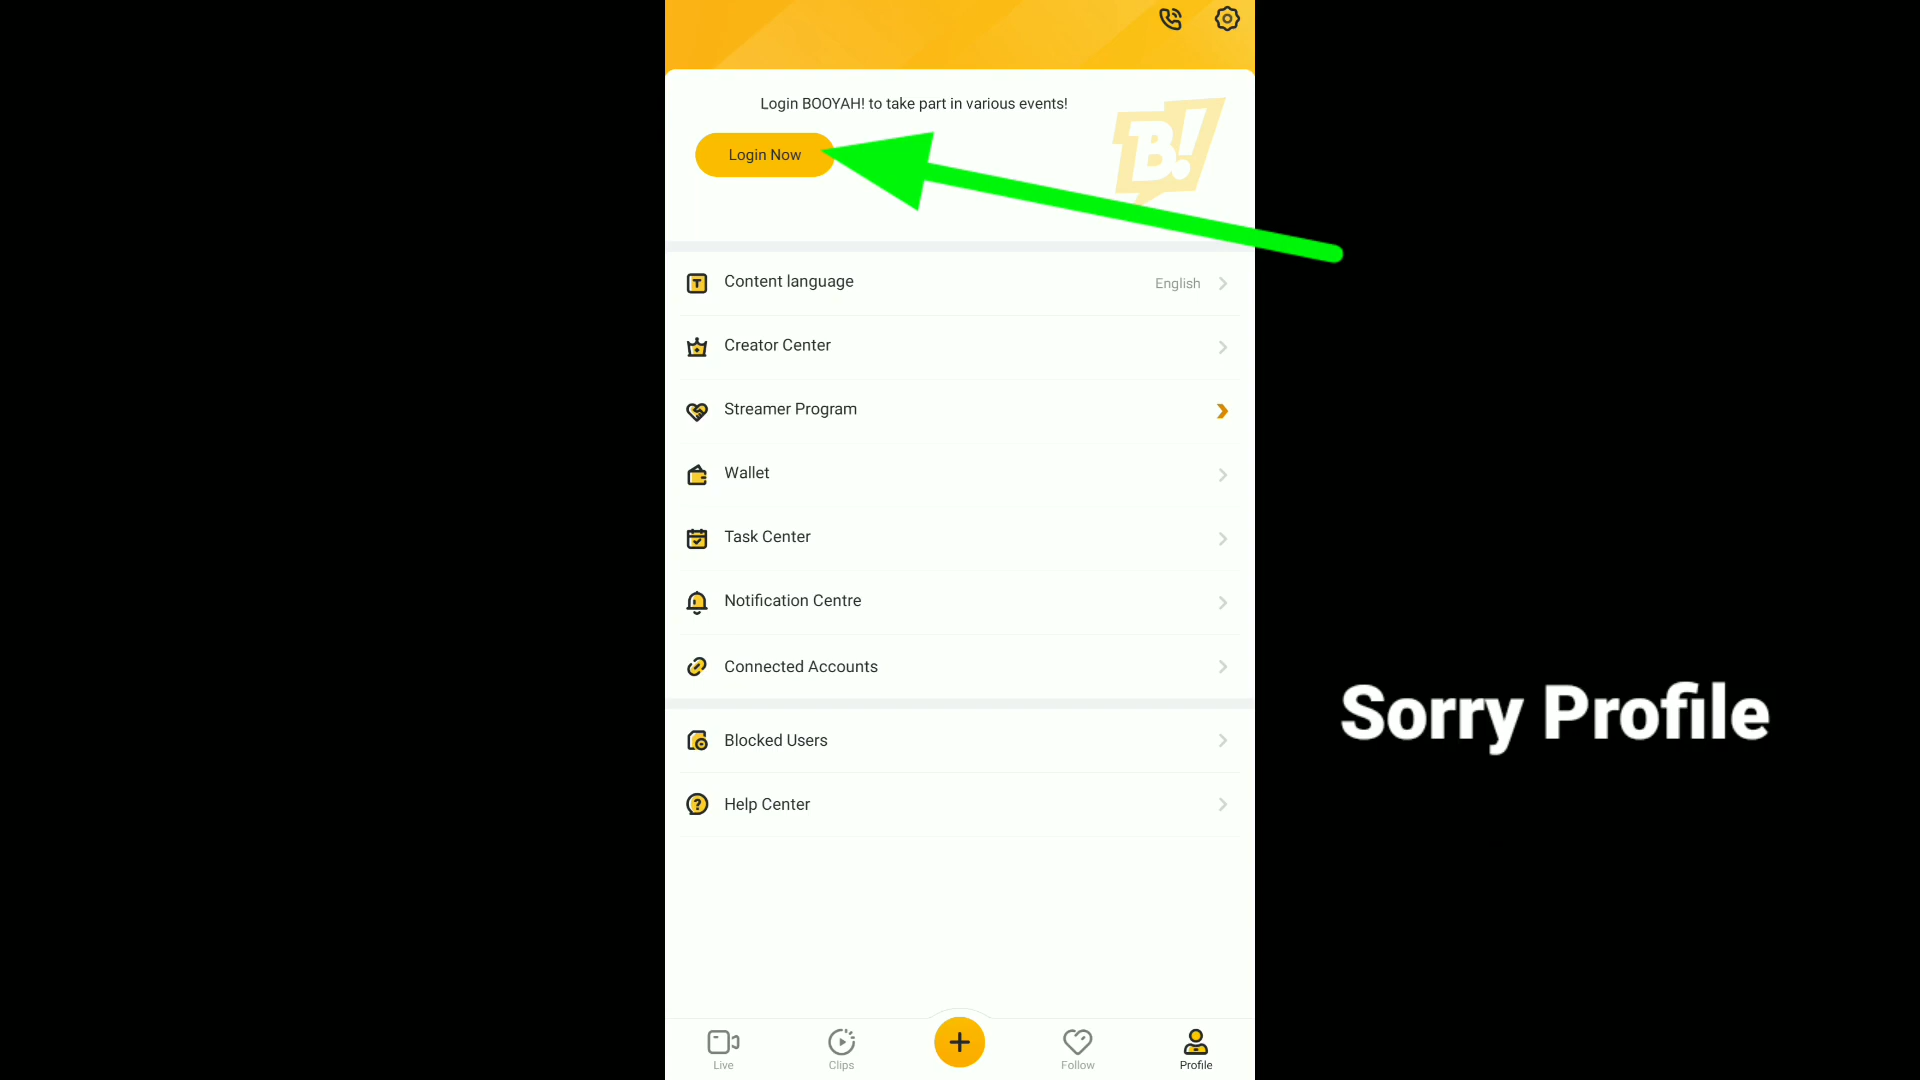 Login BOOYAH! to take part in various events!
B!
Login Now
Content language
English
Creator Center
Streamer Program
Wallet
Task Center
Notification Centre
Connected Accounts
Sorry Profile
Blocked Users
Help Center
Live
Clips
Follow
Profile